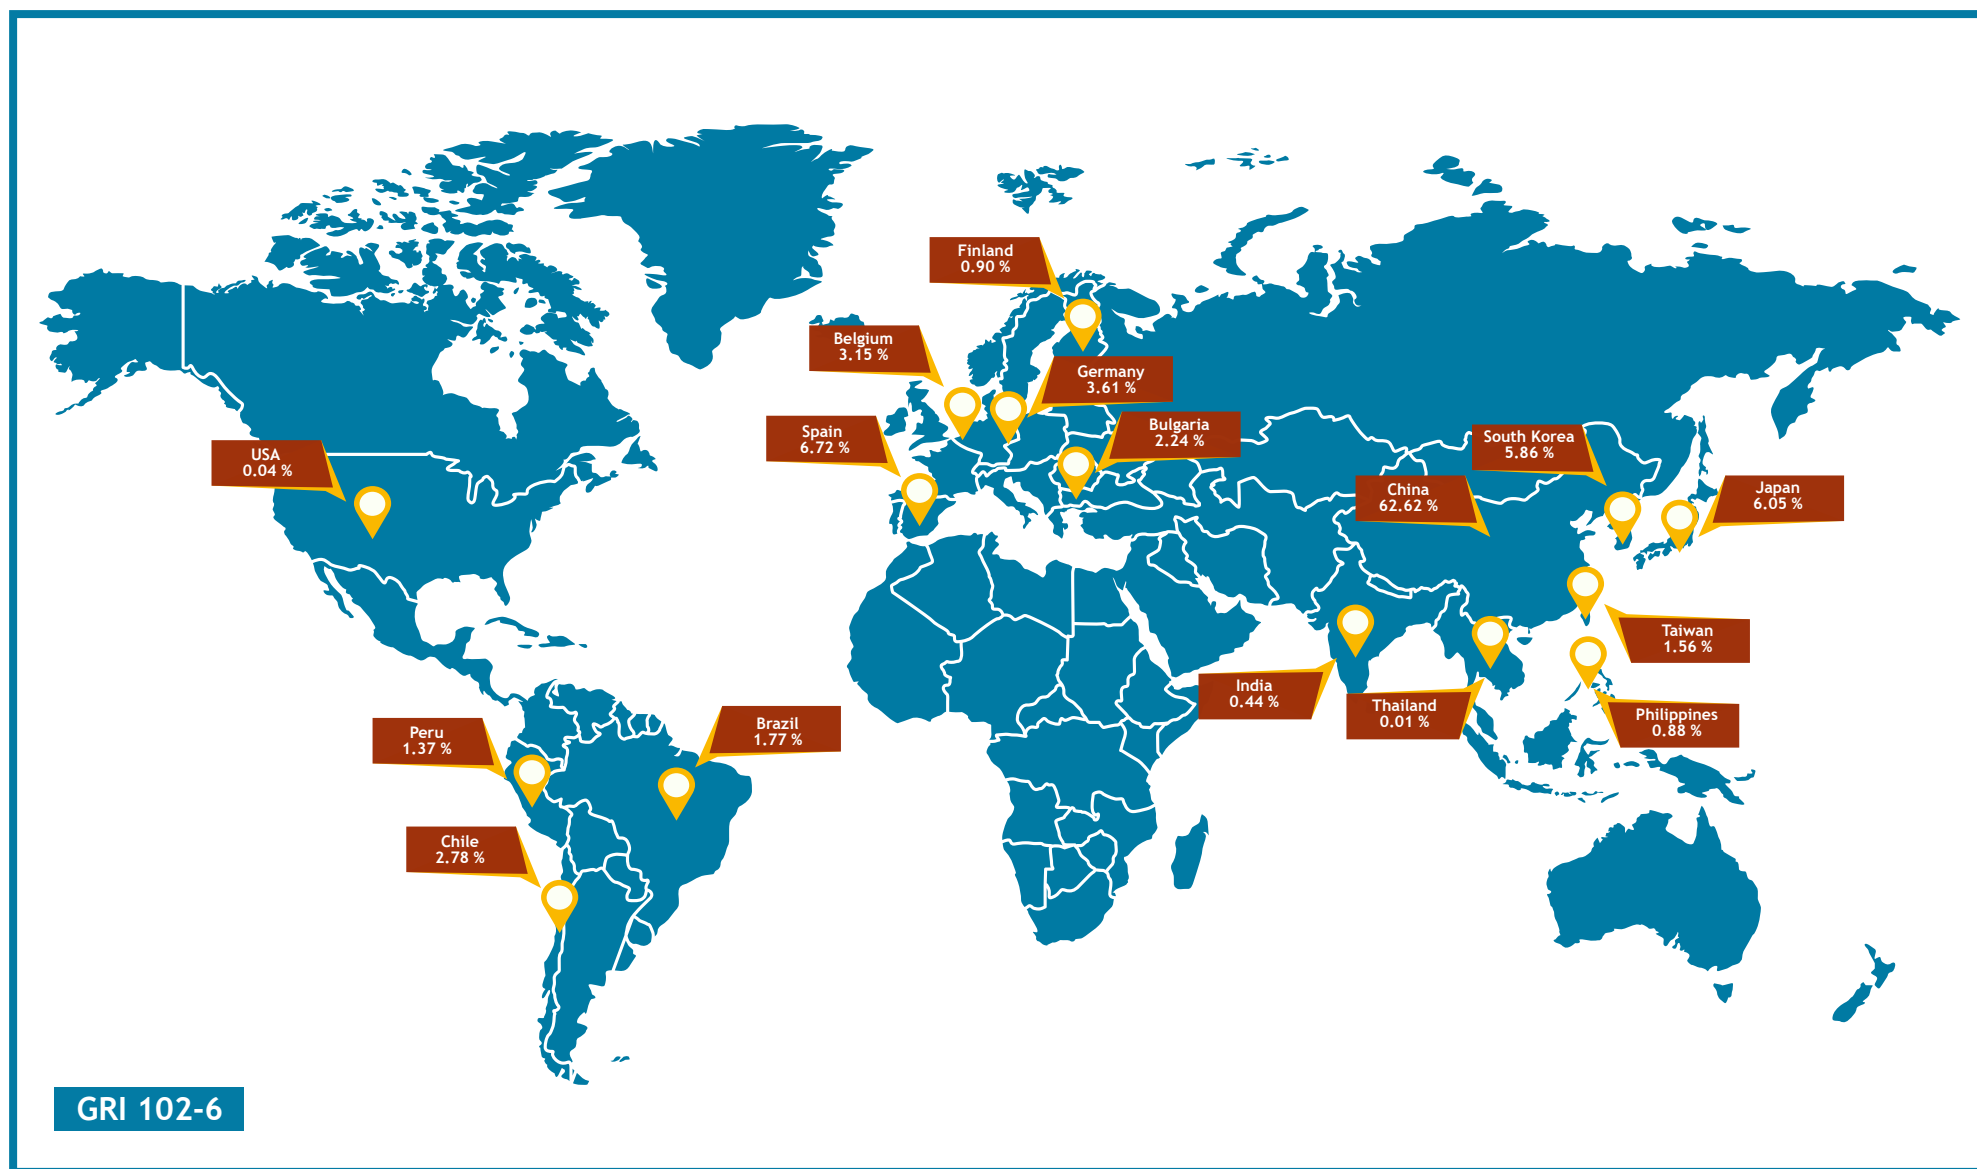 Finland
0.90 %
Belgium
3.15 %
Germany
3.61 %
Spain
6.72 %
Bulgaria
2.24 %
USA
0.04 %
South Korea
5.86 %
China
62.62 %
Japan
6.05 %
Taiwan
1.56 %
India
0.44 %
Thailand
0.01 %
Philippines
0.88 %
Peru
1.37 %
Brazil
1.77 %
Chile
2.78 %
GRI 102-6